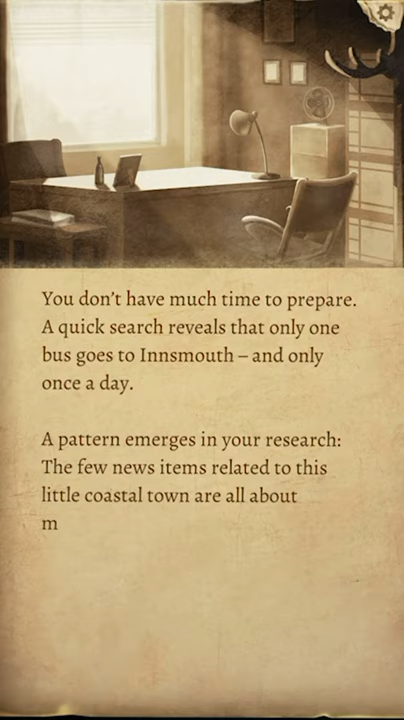 You don’t have much time to prepare.
A quick search reveals that only one
bus goes to Innsmouth – and only
once a day.
A pattern emerges in your research:
The few news items related to this
little coastal town are all about
m